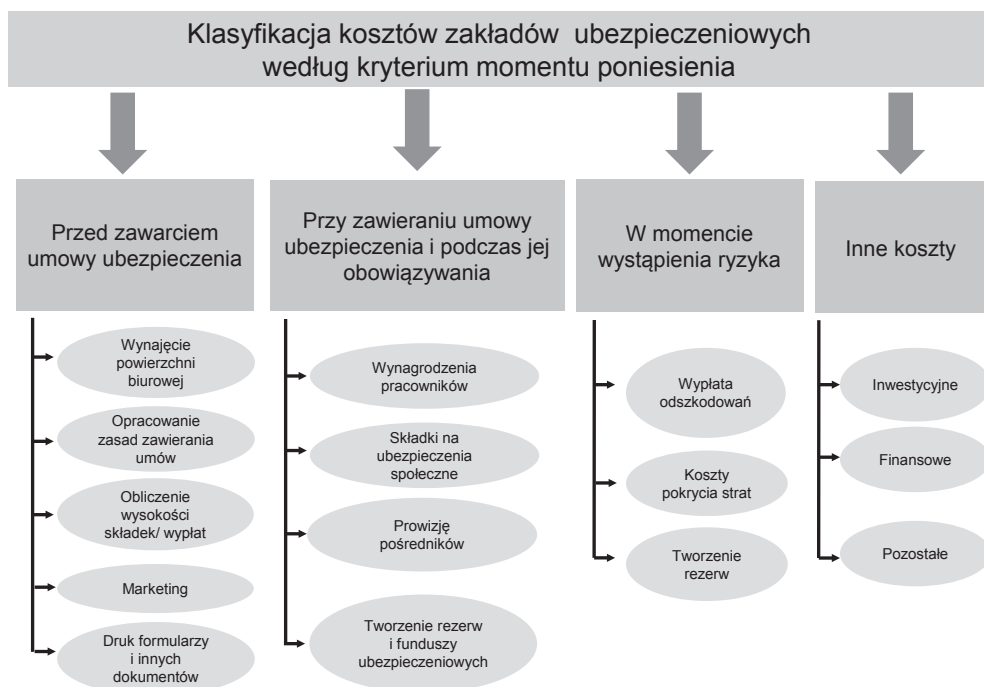 Klasyfikacja kosztów zakładów ubezpieczeniowych
według kryterium momentu poniesienia
Przed zawarciem
umowy ubezpieczenia
Wynajęcie
powierzchni
biurowej
Opracowanie
zasad zawierania
umów
Obliczenie
wysokości
składek/ wypłat
Marketing
Druk formularzy
i innych
dokumentów
Przy zawieraniu umowy
ubezpieczenia i podczas jej
obowiązywania
Wynagrodzenia
pracowników
Składki na
ubezpieczenia
społeczne
Prowizję
pośredników
Tworzenie rezerw
i funduszy
ubezpieczeniowych
W momencie
wystąpienia ryzyka
Wypłata
odszkodowań
Koszty
pokrycia strat
Tworzenie
rezerw
Inne koszty
Inwestycyjne
Finansowe
Pozostałe